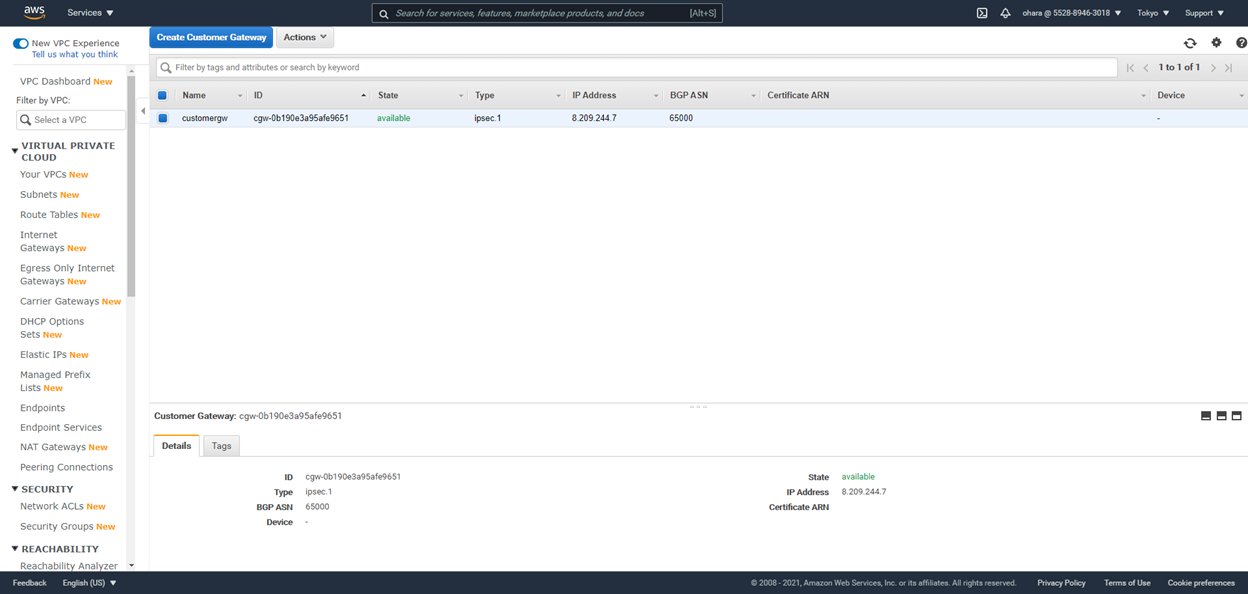 aws Services Search for services, features, marketplace products, and docs [Alt+S] ohara @ 5528-8946-3018 Tokyo Support
New VPC Experience
Tell us what you think
VPC Dashboard New
Filter by VPC:
Select a VPC
VIRTUAL PRIVATE
CLOUD
Your VPCs New
Subnets New
Route Tables New
Internet
Gateways New
Egress Only Internet
Gateways New
Carrier Gateways New
DHCP Options
Sets New
Elastic IPs New
Managed Prefix
Lists New
Endpoints
Endpoint Services
NAT Gateways New
Peering Connections
SECURITY
Network ACLs New
Security Groups New
REACHABILITY
Reachability Analyzer
Create Customer Gateway Actions
Filter by tags and attributes or search by keyword 1 to 1 of 1
Name ID State Type IP Address BGP ASN Certificate ARN Device
customergw cgw-0b190e3a95afe9651 available ipsec.1 8.209.244.7 65000 -
Customer Gateway: cgw-0b190e3a95afe9651
Details Tags
ID cgw-0b190e3a95afe9651 State available
Type ipsec.1 IP Address 8.209.244.7
BGP ASN 65000 Certificate ARN
Device -
Feedback English (US) © 2008 - 2021, Amazon Web Services, Inc. or its affiliates. All rights reserved. Privacy Policy Terms of Use Cookie preferences